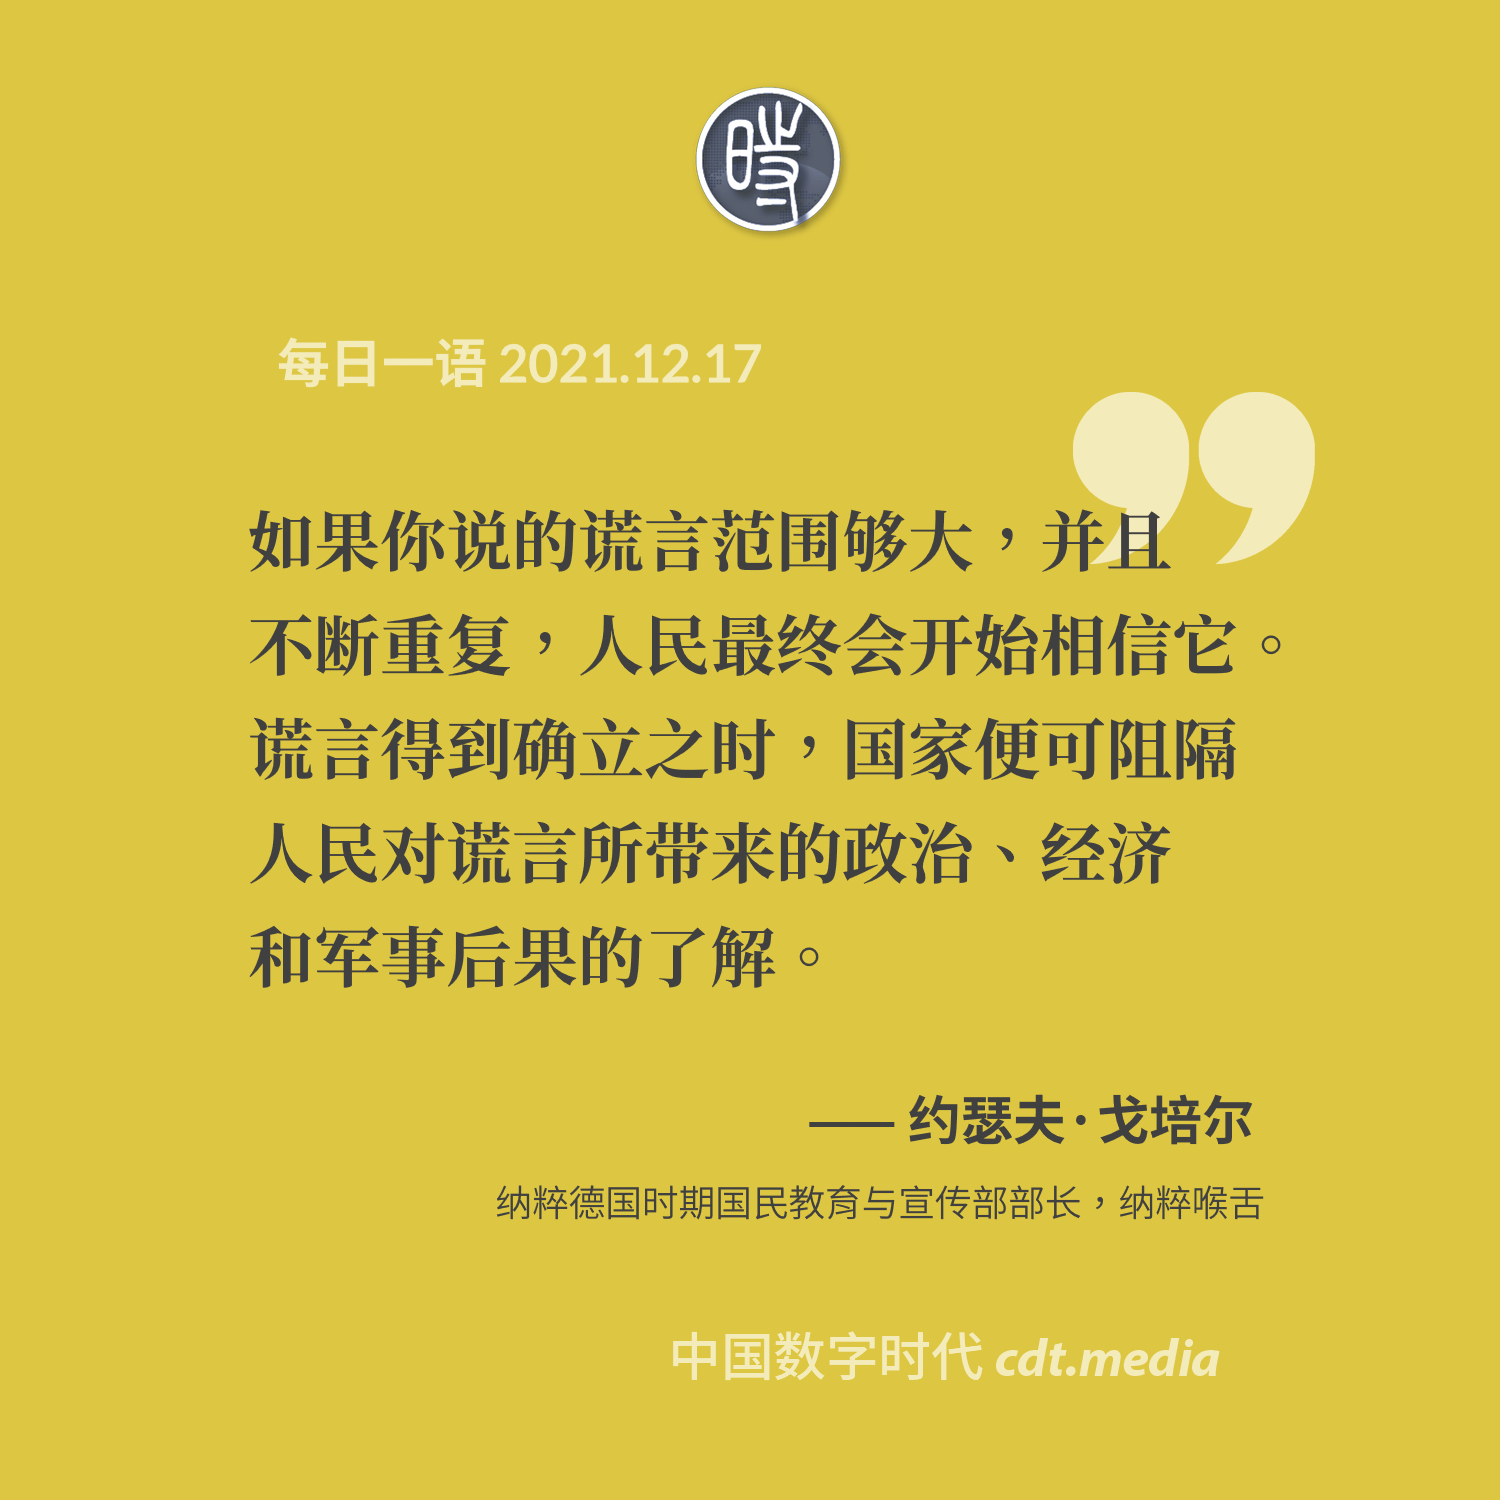 時
每日一语 2021.12.17
如果你说的谎言范围够大，并且
不断重复，人民最终会开始相信它。
谎言得到确立之时，国家便可阻隔
人民对谎言所带来的政治、经济
和军事后果的了解。
—— 约瑟夫·戈培尔
纳粹德国时期国民教育与宣传部部长，纳粹喉舌
中国数字时代 cdt.media